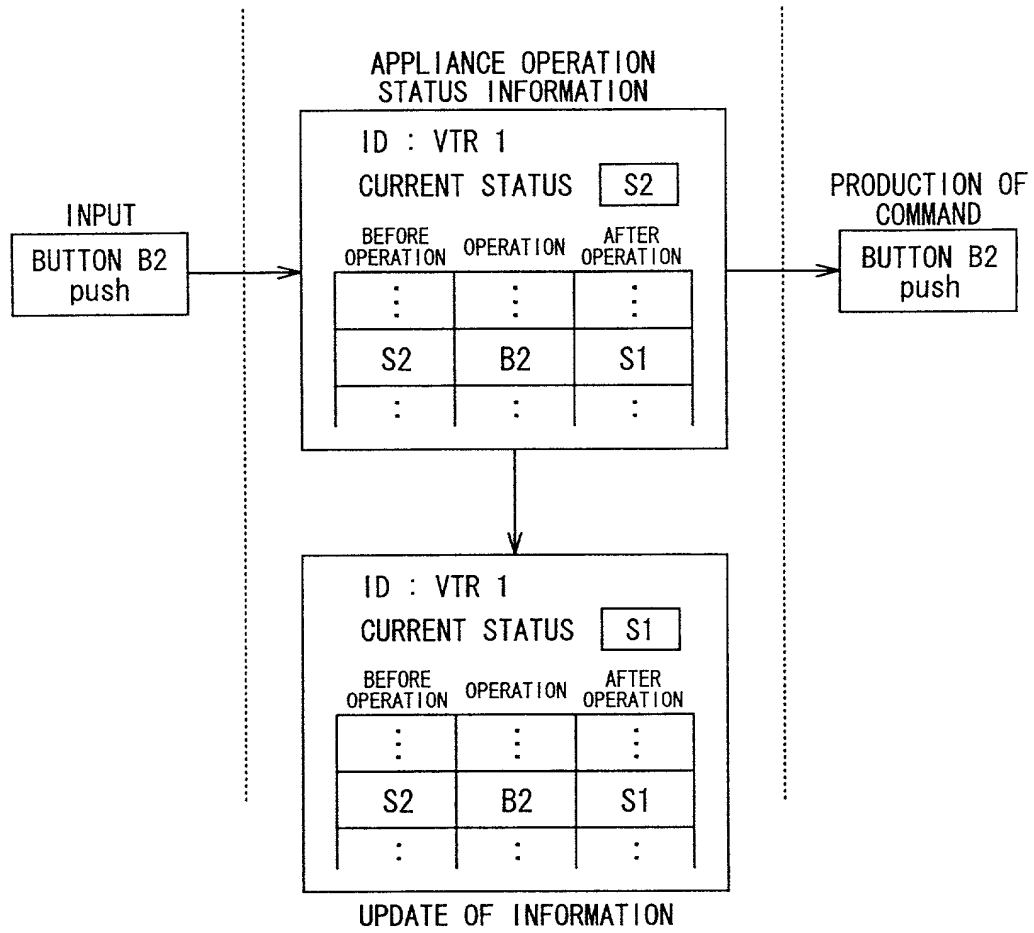 APPLIANCE OPERATION
STATUS INFORMATION
INPUT
BUTTON B2
push
ID : VTR 1
CURRENT STATUS S2
BEFORE OPERATION OPERATION AFTER OPERATION
⋮ ⋮ ⋮
S2 B2 S1
: : :
PRODUCTION OF
COMMAND
BUTTON B2
push
ID : VTR 1
CURRENT STATUS S1
BEFORE OPERATION OPERATION AFTER OPERATION
⋮ ⋮ ⋮
S2 B2 S1
: : :
UPDATE OF INFORMATION